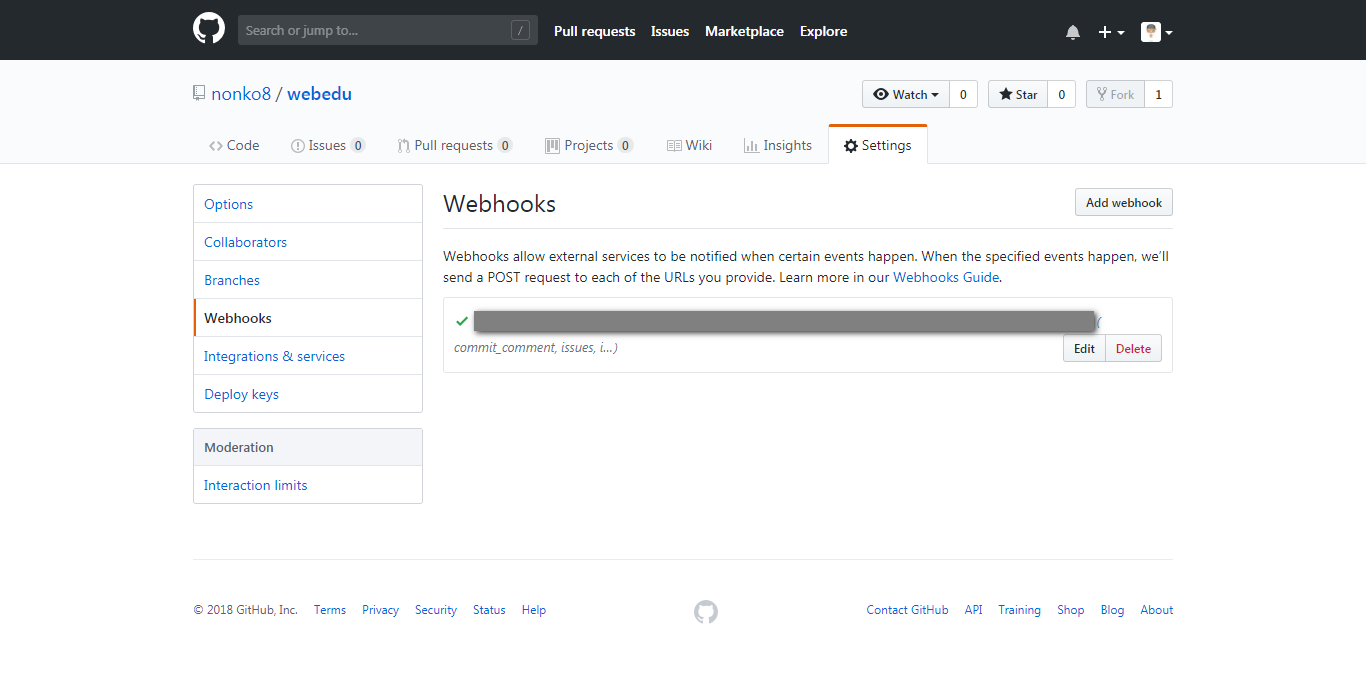 Search or jump to... /
Pull requests Issues Marketplace Explore
nonko8 / webedu
Watch 0 Star 0 Fork 1
Code Issues 0 Pull requests 0 Projects 0 Wiki Insights Settings
Options
Collaborators
Branches
Webhooks
Integrations & services
Deploy keys
Moderation
Interaction limits
Webhooks
Add webhook
Webhooks allow external services to be notified when certain events happen. When the specified events happen, we’ll
send a POST request to each of the URLs you provide. Learn more in our Webhooks Guide.
(
commit_comment, issues, i...)
Edit Delete
© 2018 GitHub, Inc. Terms Privacy Security Status Help
Contact GitHub API Training Shop Blog About